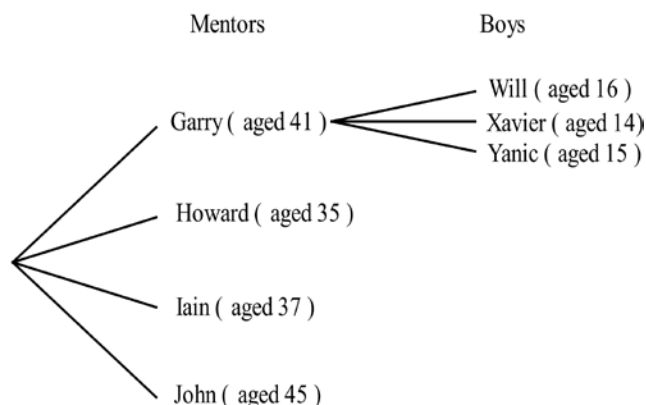 Mentors Boys
Will ( aged 16 )
Garry ( aged 41 ) Xavier ( aged 14)
Yanic ( aged 15 )
Howard ( aged 35 )
Iain ( aged 37 )
John ( aged 45 )